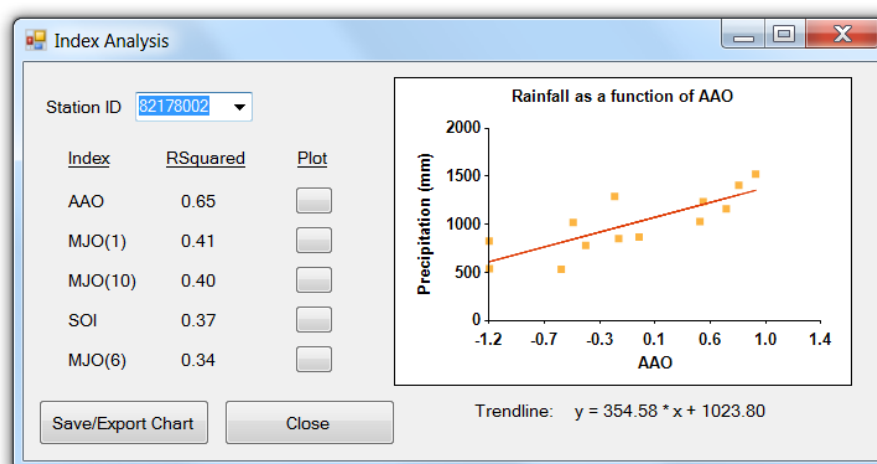 Index Analysis
Station ID 82178002
Index RSquared Plot
AAO 0.65
MJO(1) 0.41
MJO(10) 0.40
SOI 0.37
MJO(6) 0.34
Save/Export Chart Close
Rainfall as a function of AAO
Precipitation (mm)
2000
1500
1000
500
0
-1.2 -0.7 -0.3 0.1 0.6 1.0 1.4
AAO
Trendline: y = 354.58 * x + 1023.80